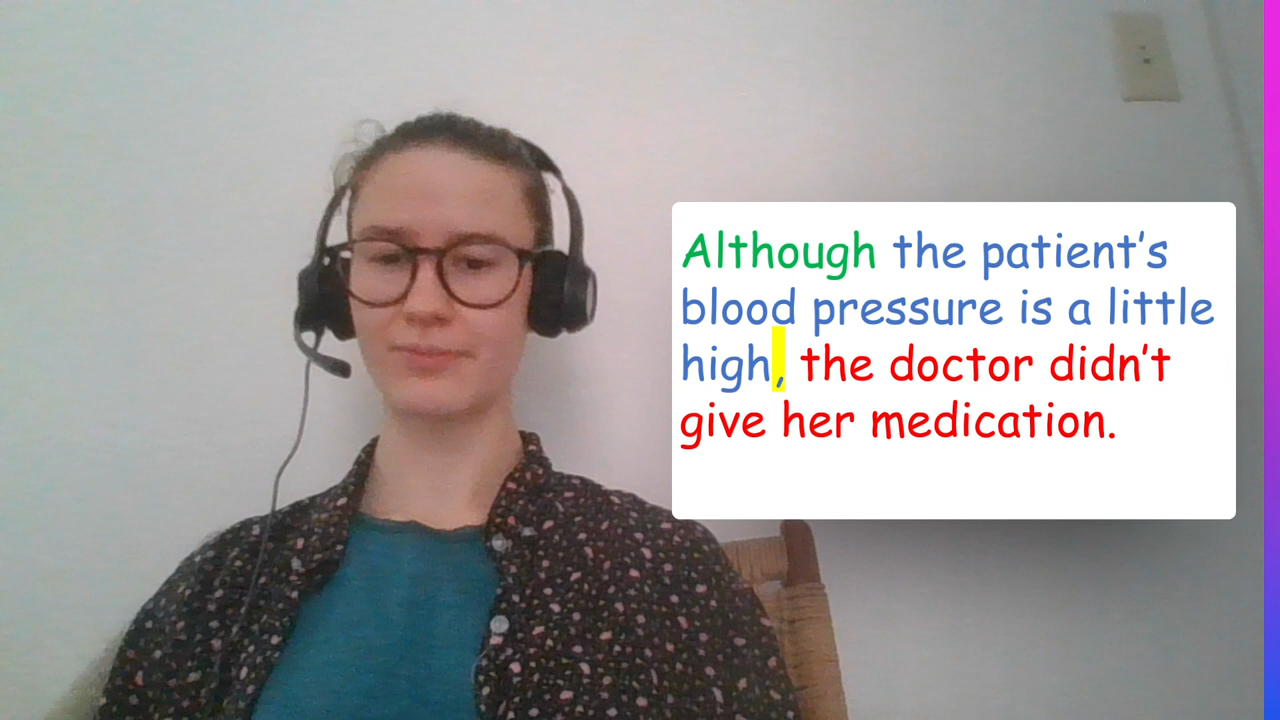 Although the patient’s
blood pressure is a little
high, the doctor didn’t
give her medication.